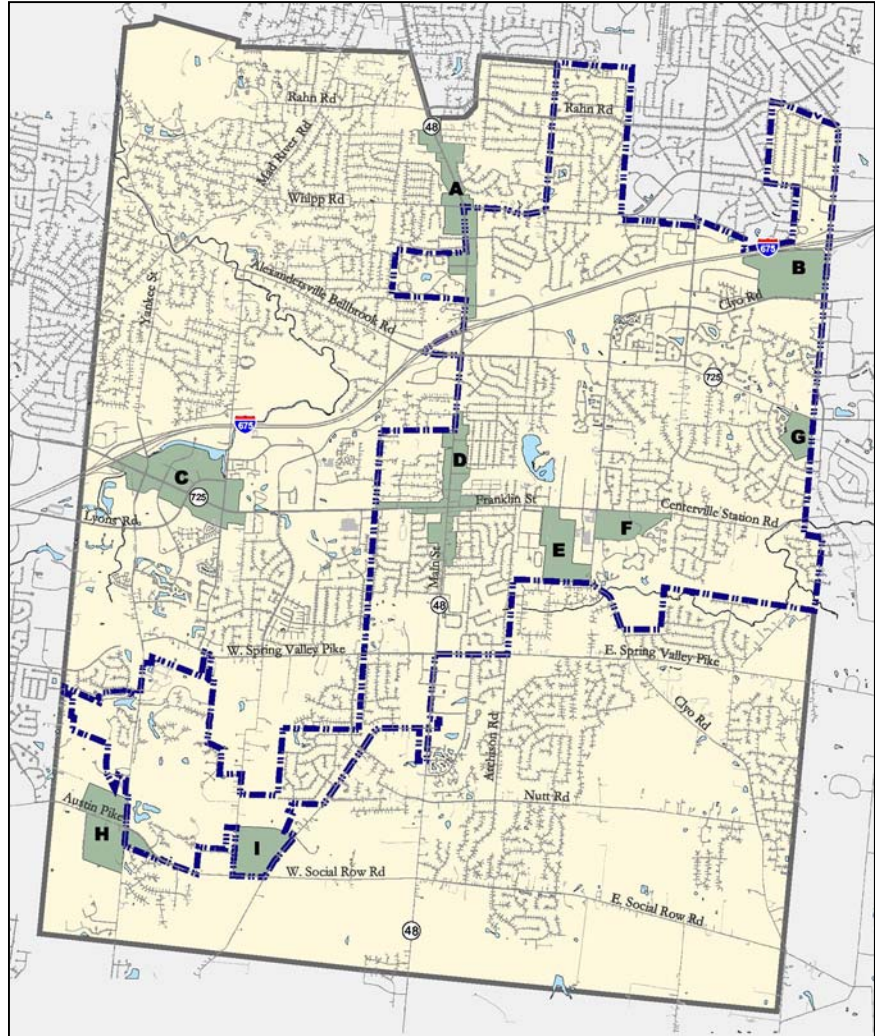 Rahn Rd
Rahn Rd
48
Mad River Rd
A
Whipp Rd
675
B
Alexandersville Bellbrook Rd
Yankee St
Clyo Rd
725
675
G
D
C
725
Franklin St
Centerville Station Rd
Lyons Rd.
F
E
Main St
48
W. Spring Valley Pike
E. Spring Valley Pike
Clyo Rd
Atchison Rd
Nutt Rd
Austin Pike
H
I
W. Social Row Rd
E. Social Row Rd
48